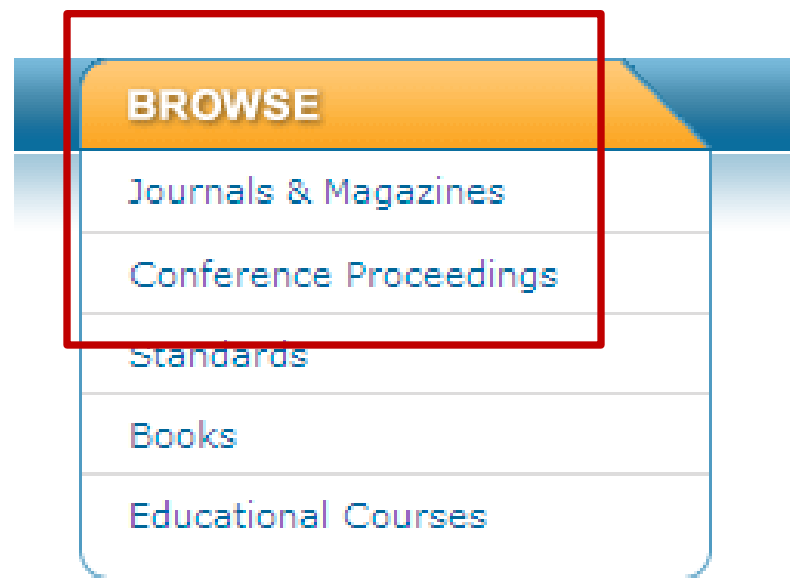 BROWSE
Journals & Magazines
Conference Proceedings
Standards
Books
Educational Courses